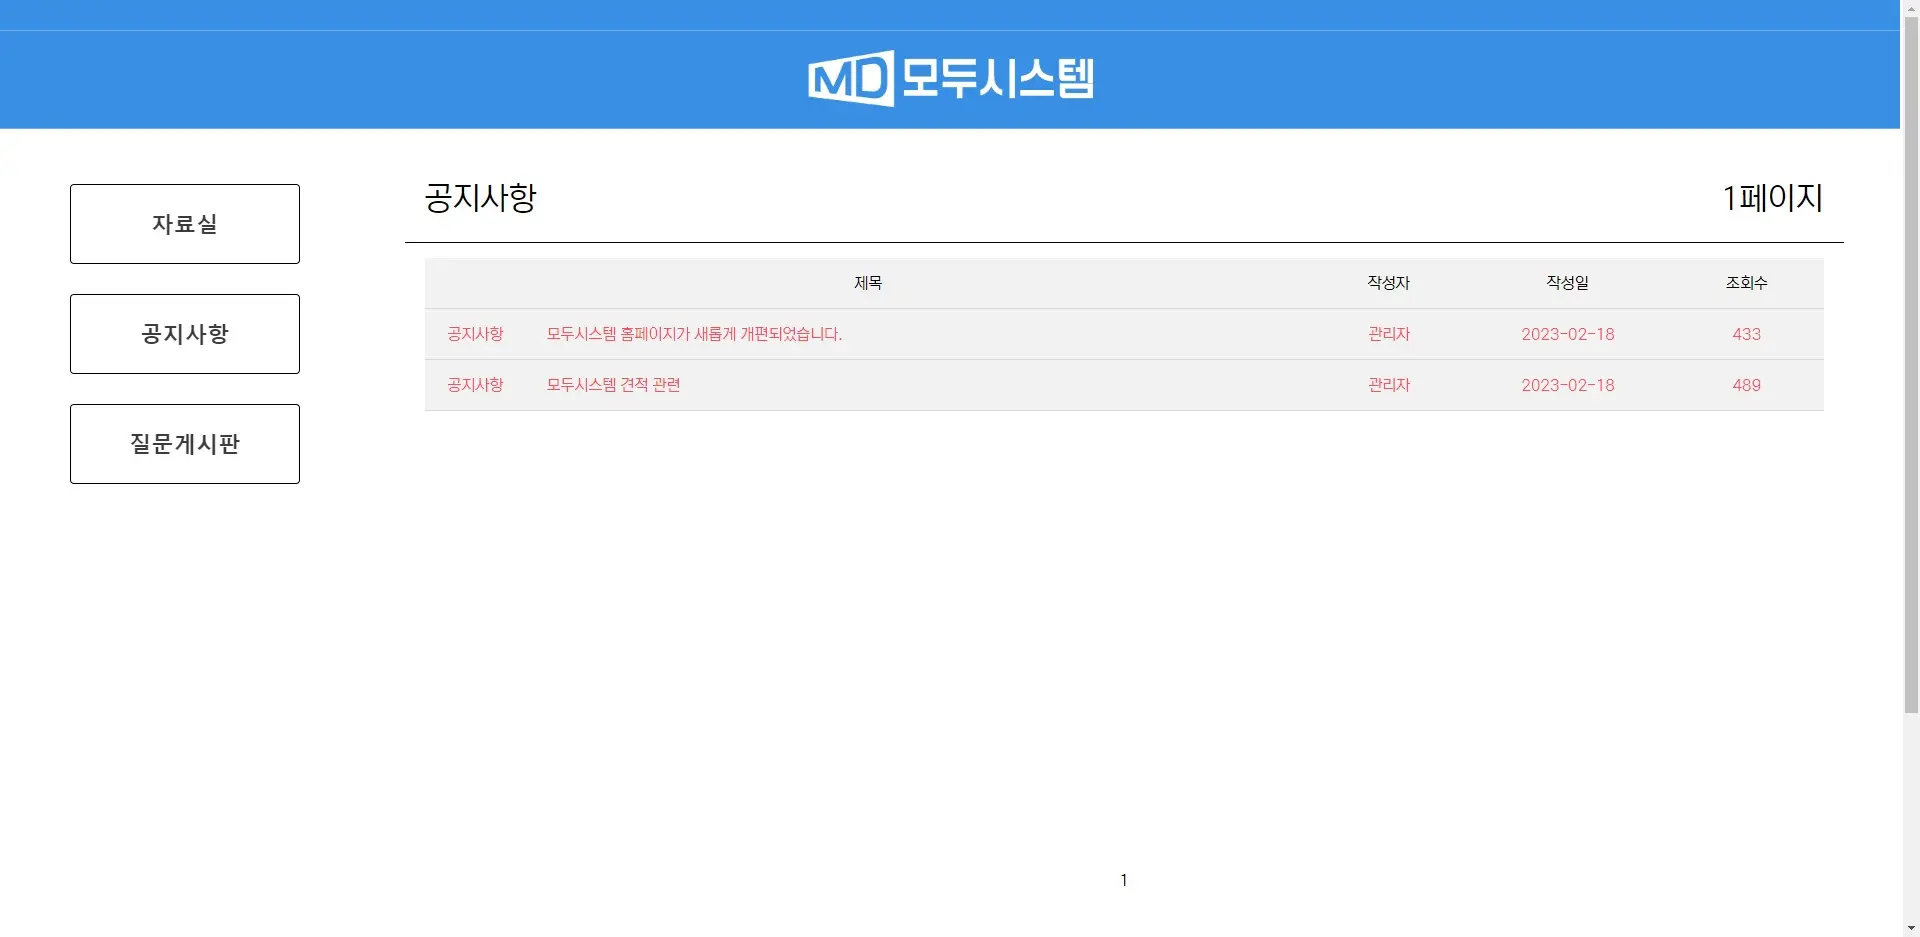 MD 모두시스템
자료실
공지사항
질문게시판
공지사항 1페이지
제목 작성자 작성일 조회수
공지사항 모두시스템 홈페이지가 새롭게 개편되었습니다. 관리자 2023-02-18 433
공지사항 모두시스템 견적 관련 관리자 2023-02-18 489
1